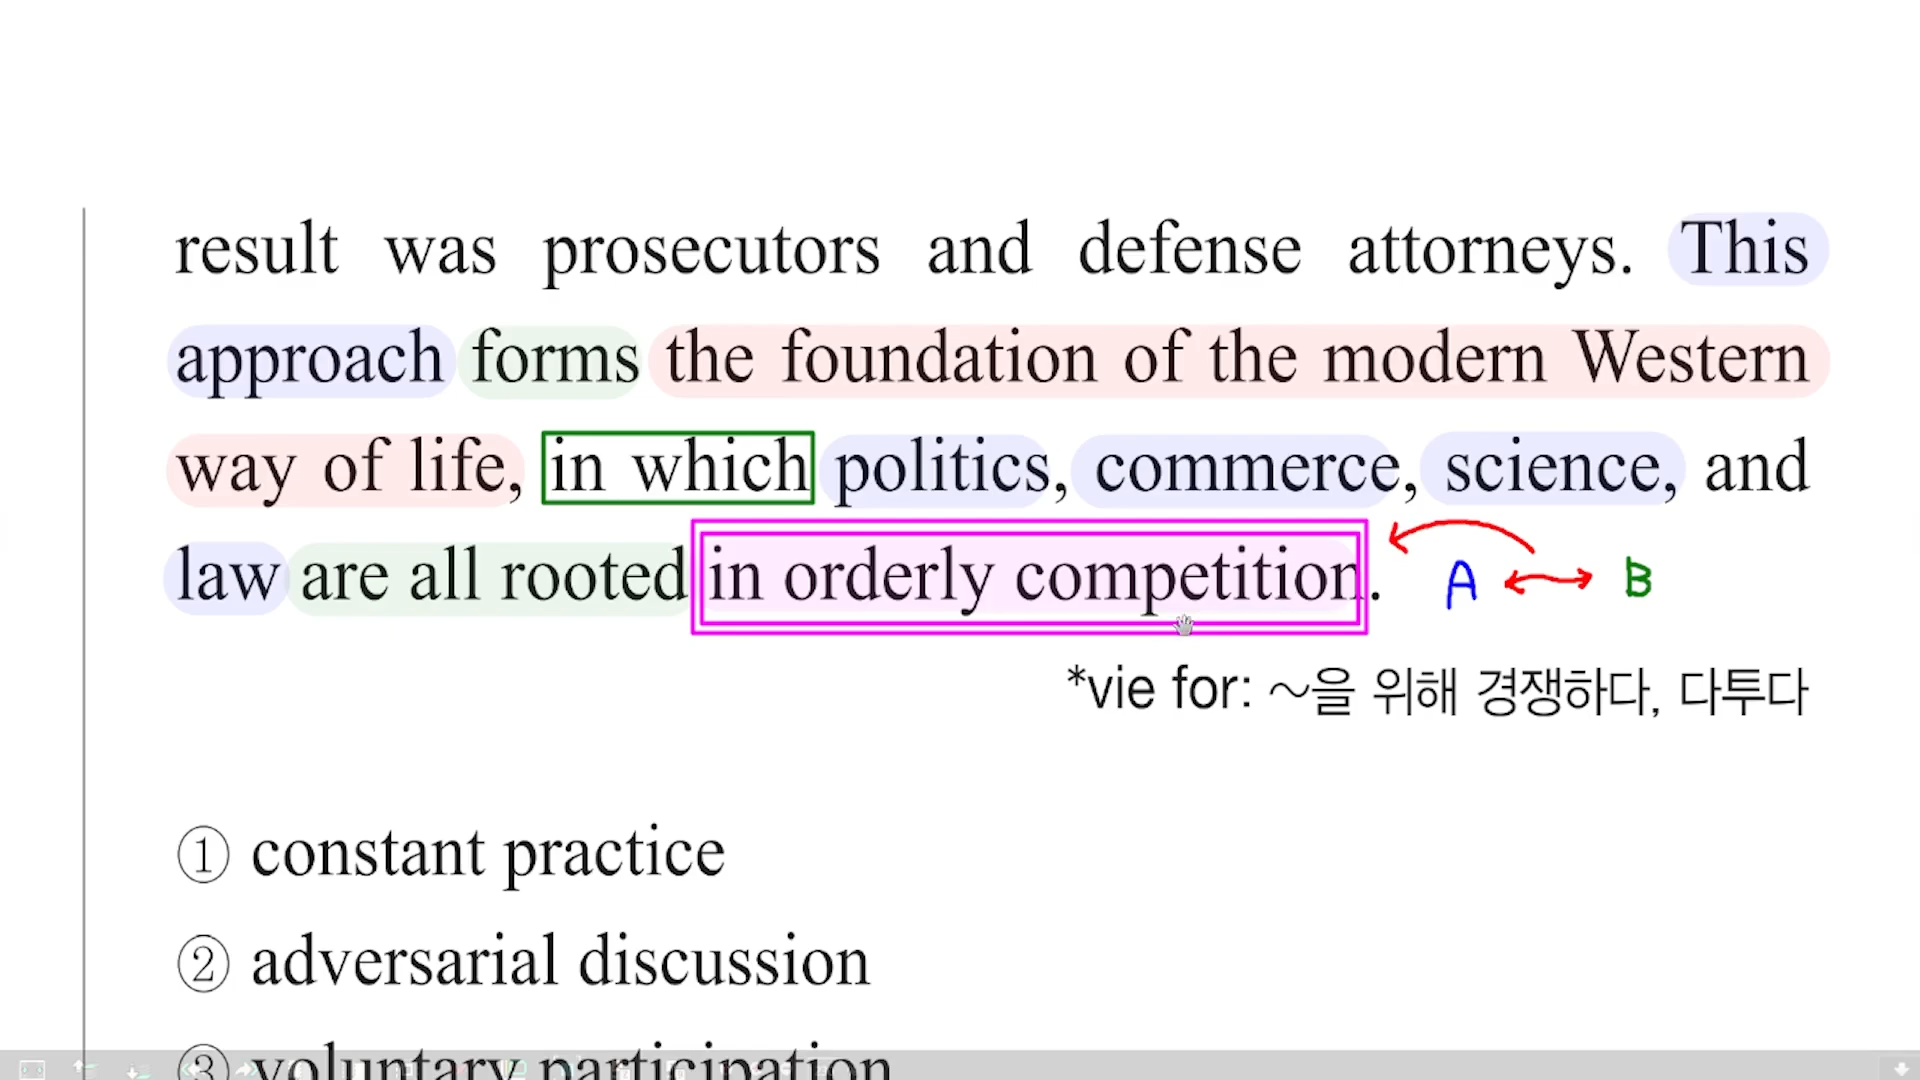 result was prosecutors and defense attorneys. This
approach forms the foundation of the modern Western
way of life, in which politics, commerce, science, and
law are all rooted in orderly competition. A B
*vie for: ～을 위해 경쟁하다, 다투다
① constant practice
② adversarial discussion
③ voluntary participation